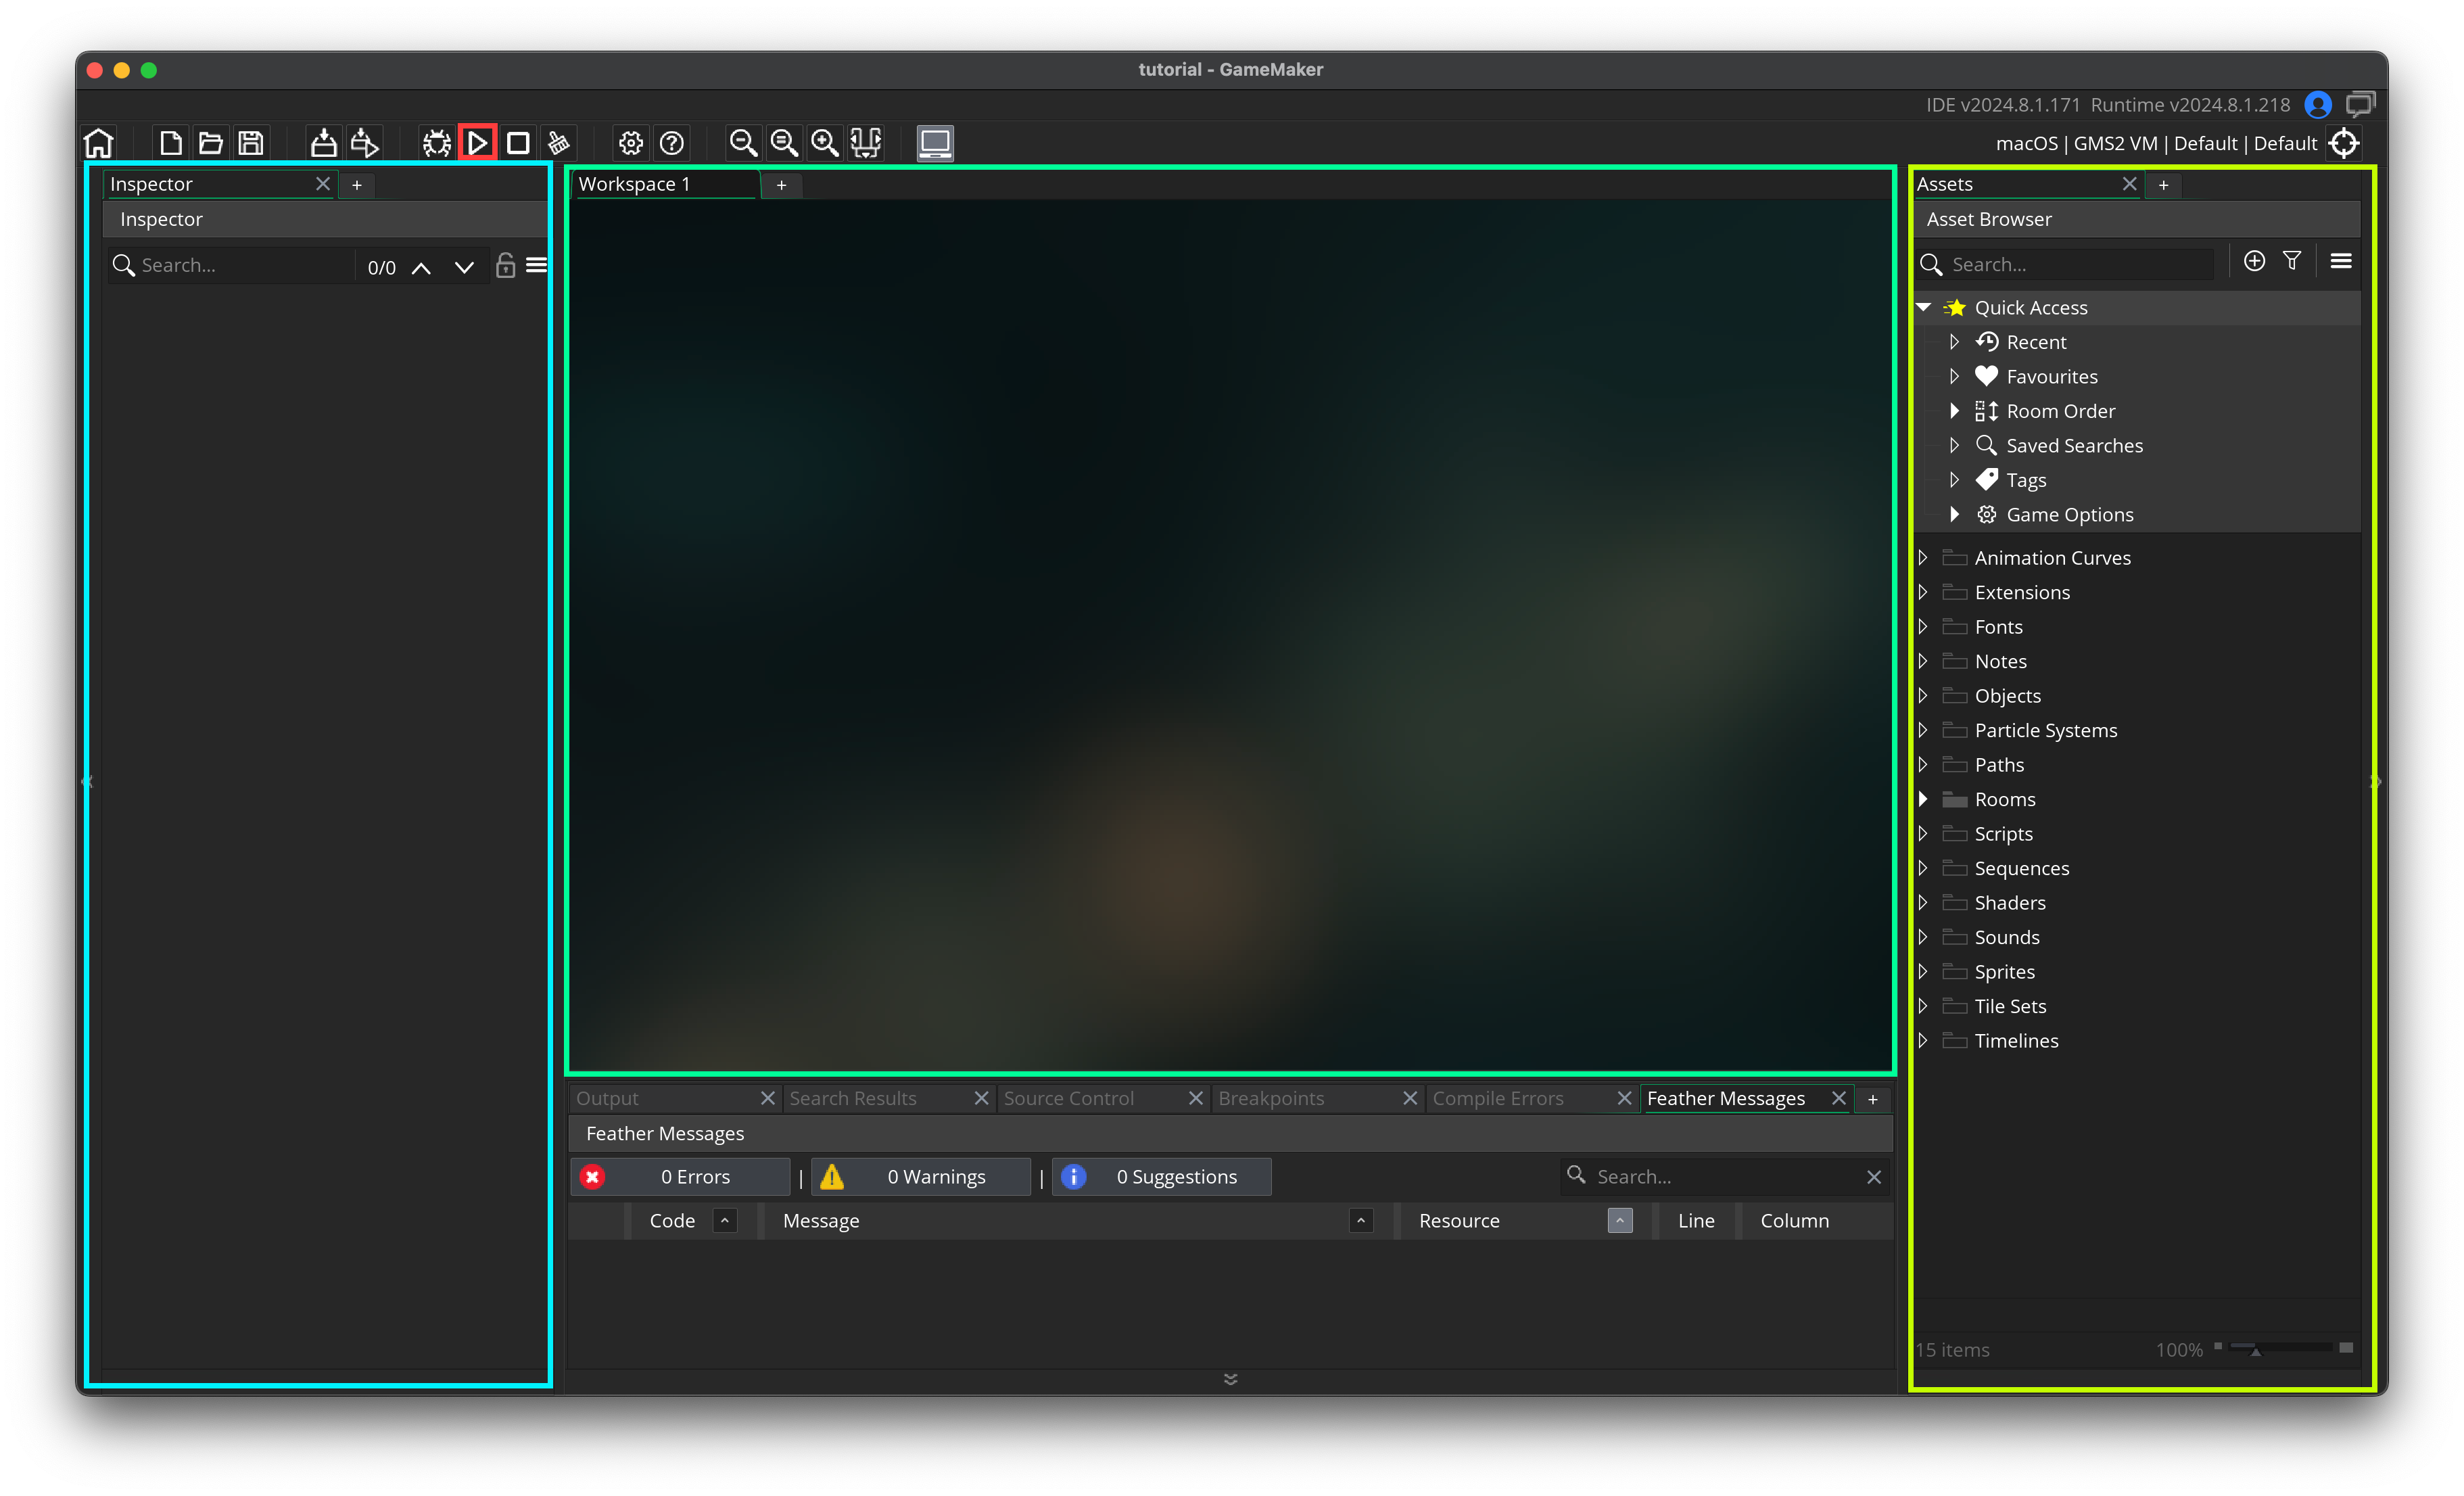 tutorial - GameMaker
IDE v2024.8.1.171 Runtime v2024.8.1.218
macOS | GMS2 VM | Default | Default
Inspector
+
Inspector
Search...
0/0
Workspace 1
+
Assets
+
Asset Browser
Search...
Quick Access
Recent
Favourites
Room Order
Saved Searches
Tags
Game Options
Animation Curves
Extensions
Fonts
Notes
Objects
Particle Systems
Paths
Rooms
Scripts
Sequences
Shaders
Sounds
Sprites
Tile Sets
Timelines
15 items
100%
Output
Search Results
Source Control
Breakpoints
Compile Errors
Feather Messages
+
Feather Messages
0 Errors | 0 Warnings | 0 Suggestions
Search...
Code
Message
Resource
Line
Column